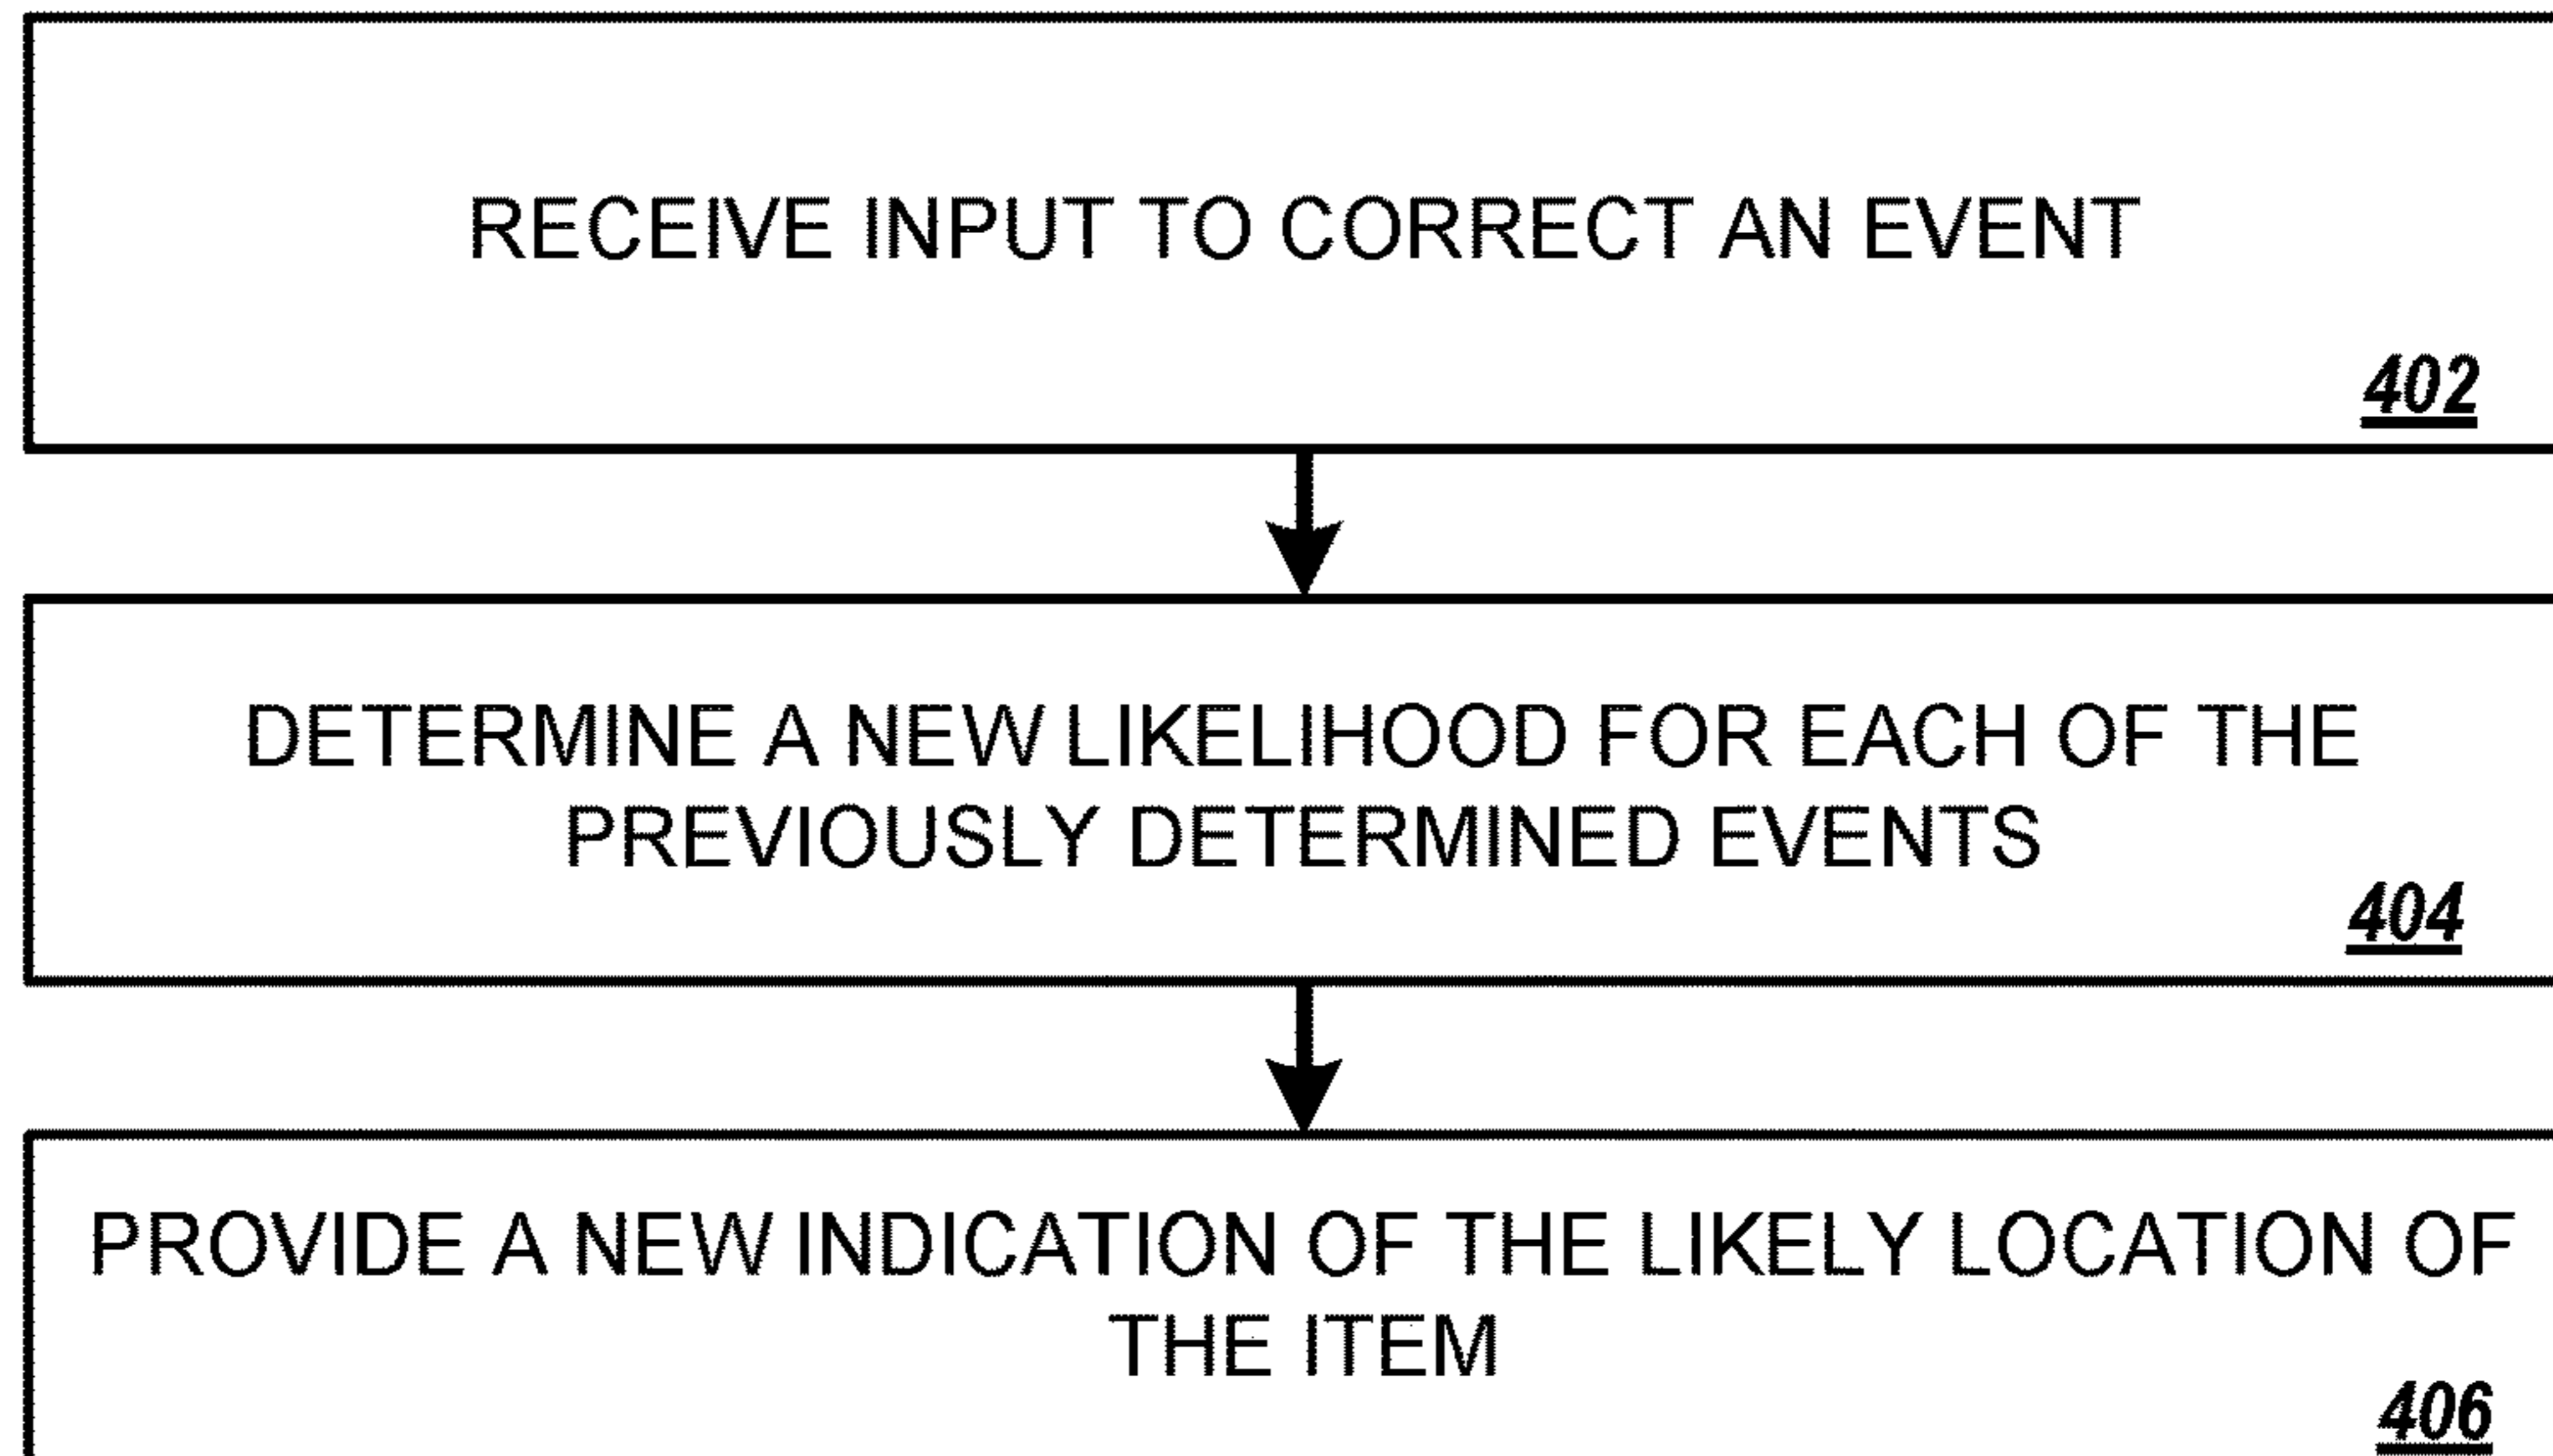 RECEIVE INPUT TO CORRECT AN EVENT
402
DETERMINE A NEW LIKELIHOOD FOR EACH OF THE
PREVIOUSLY DETERMINED EVENTS
404
PROVIDE A NEW INDICATION OF THE LIKELY LOCATION OF
THE ITEM
406